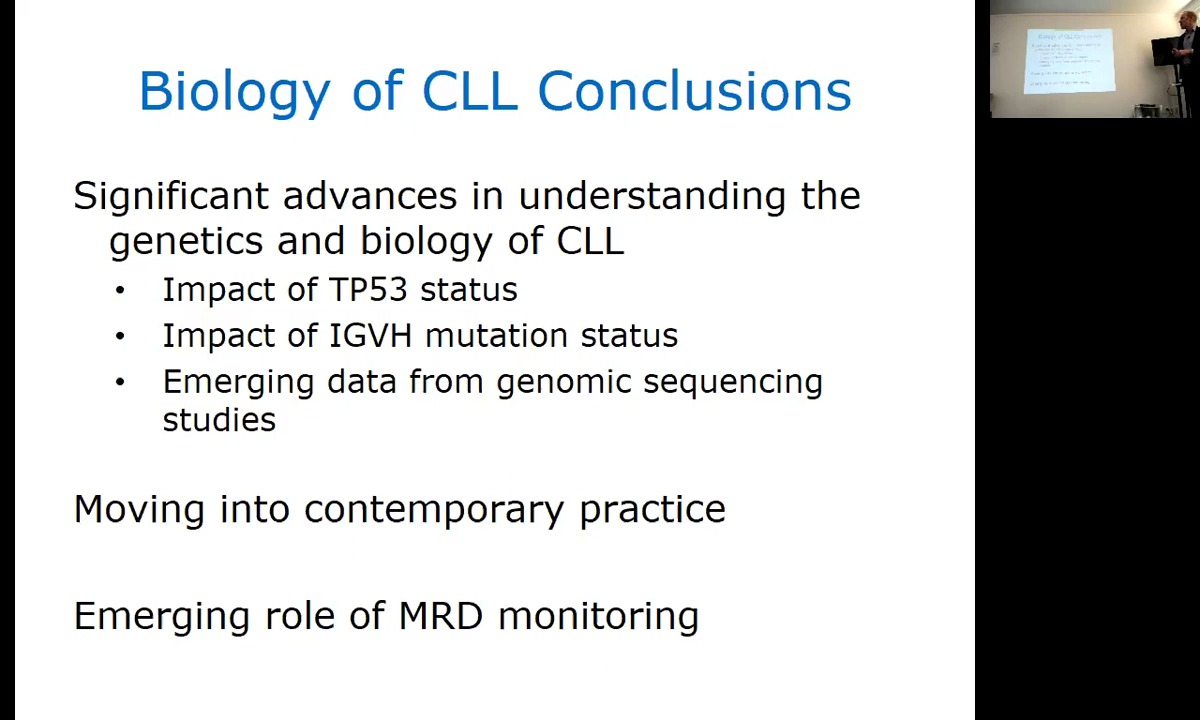 Biology of CLL Conclusions
Significant advances in understanding the
genetics and biology of CLL
• Impact of TP53 status
• Impact of IGVH mutation status
• Emerging data from genomic sequencing
studies
Moving into contemporary practice
Emerging role of MRD monitoring